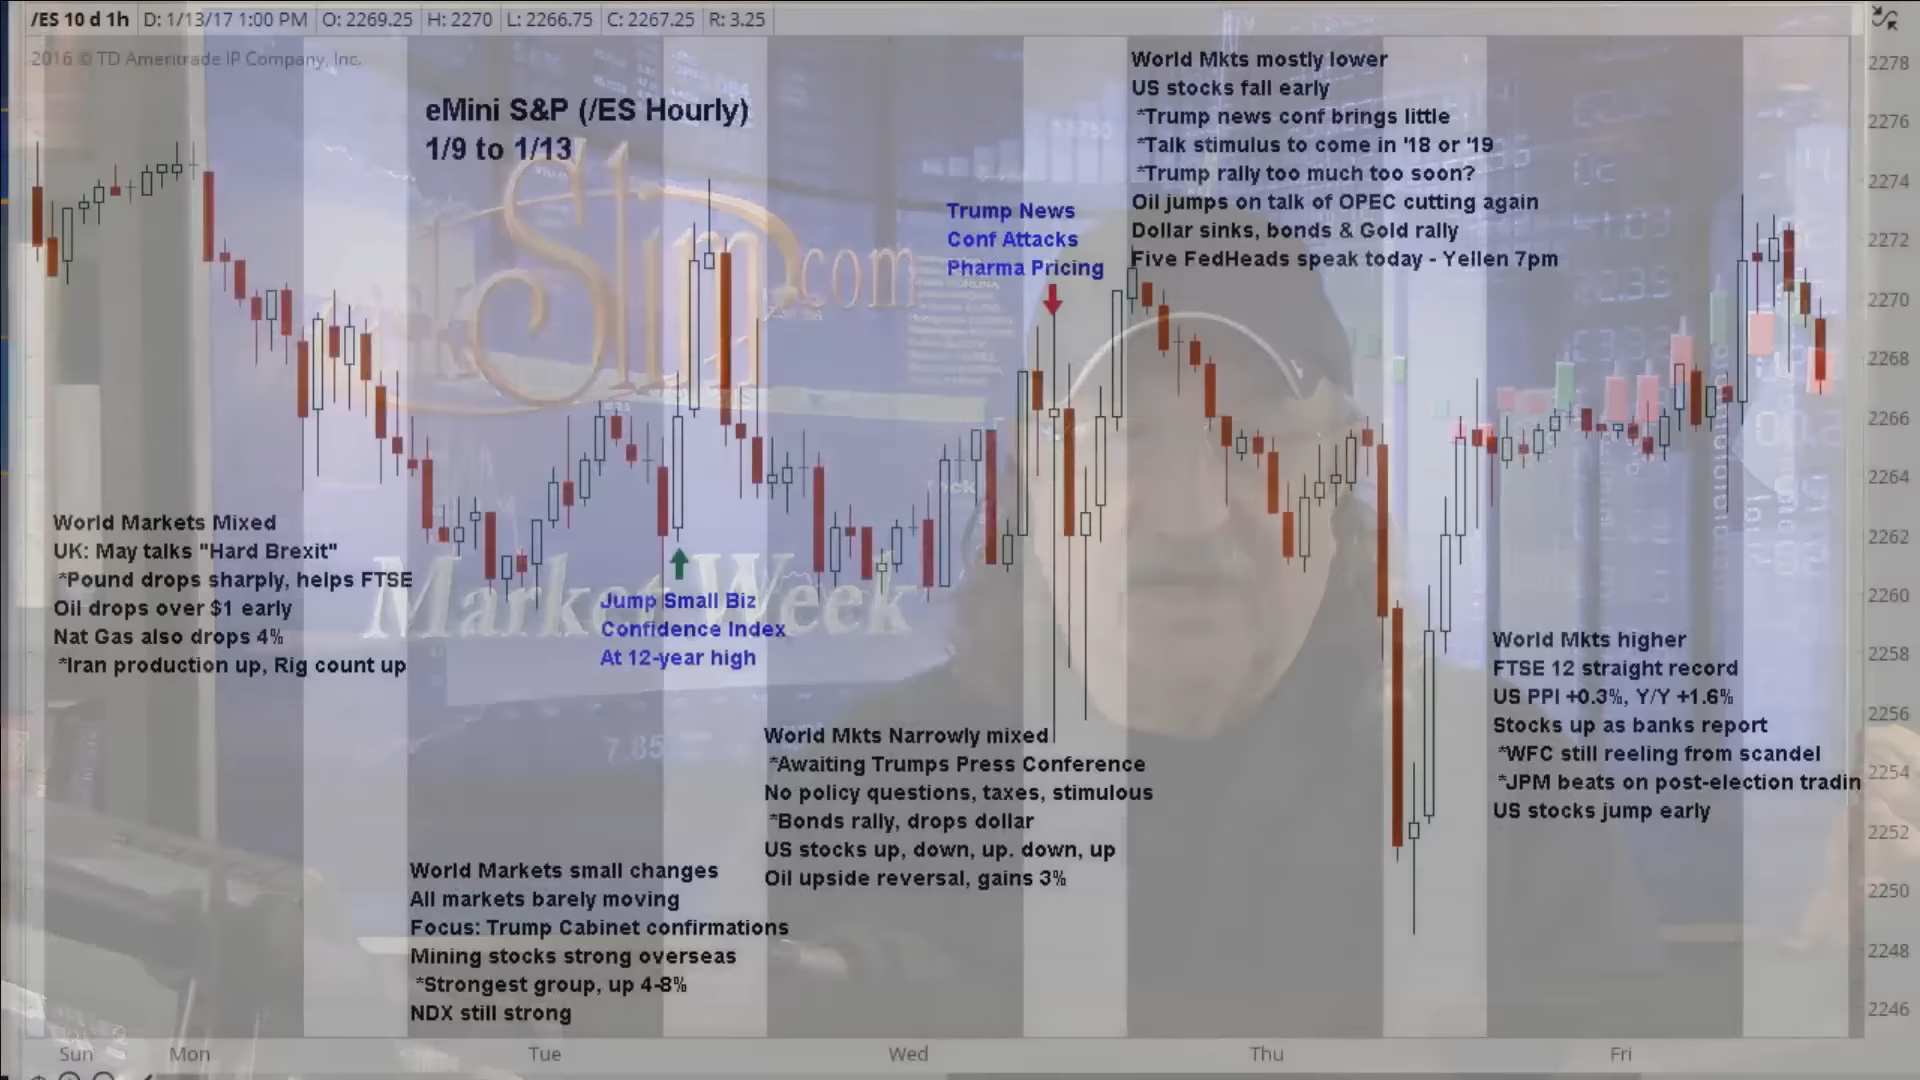 /ES 10 d 1h D: 1/13/17 1:00 PM O: 2269.25 H: 2270 L: 2266.75 C: 2267.25 R: 3.25
2016 © TD Ameritrade IP Company, Inc.
eMini S&P (/ES Hourly)
1/9 to 1/13
Slim.com
Market Week
World Markets Mixed
UK: May talks "Hard Brexit"
*Pound drops sharply, helps FTSE
Oil drops over $1 early
Nat Gas also drops 4%
*Iran production up, Rig count up
Jump Small Biz
Confidence Index
At 12-year high
World Markets small changes
All markets barely moving
Focus: Trump Cabinet confirmations
Mining stocks strong overseas
*Strongest group, up 4-8%
NDX still strong
Trump News
Conf Attacks
Pharma Pricing
World Mkts Narrowly mixed
*Awaiting Trumps Press Conference
No policy questions, taxes, stimulous
*Bonds rally, drops dollar
US stocks up, down, up. down, up
Oil upside reversal, gains 3%
World Mkts mostly lower
US stocks fall early
*Trump news conf brings little
*Talk stimulus to come in '18 or '19
*Trump rally too much too soon?
Oil jumps on talk of OPEC cutting again
Dollar sinks, bonds & Gold rally
Five FedHeads speak today - Yellen 7pm
World Mkts higher
FTSE 12 straight record
US PPI +0.3%, Y/Y +1.6%
Stocks up as banks report
*WFC still reeling from scandel
*JPM beats on post-election tradin
US stocks jump early
2278
2276
2274
2272
2270
2268
2266
2264
2262
2260
2258
2256
2254
2252
2250
2248
2246
Sun Mon Tue Wed Thu Fri
7.85